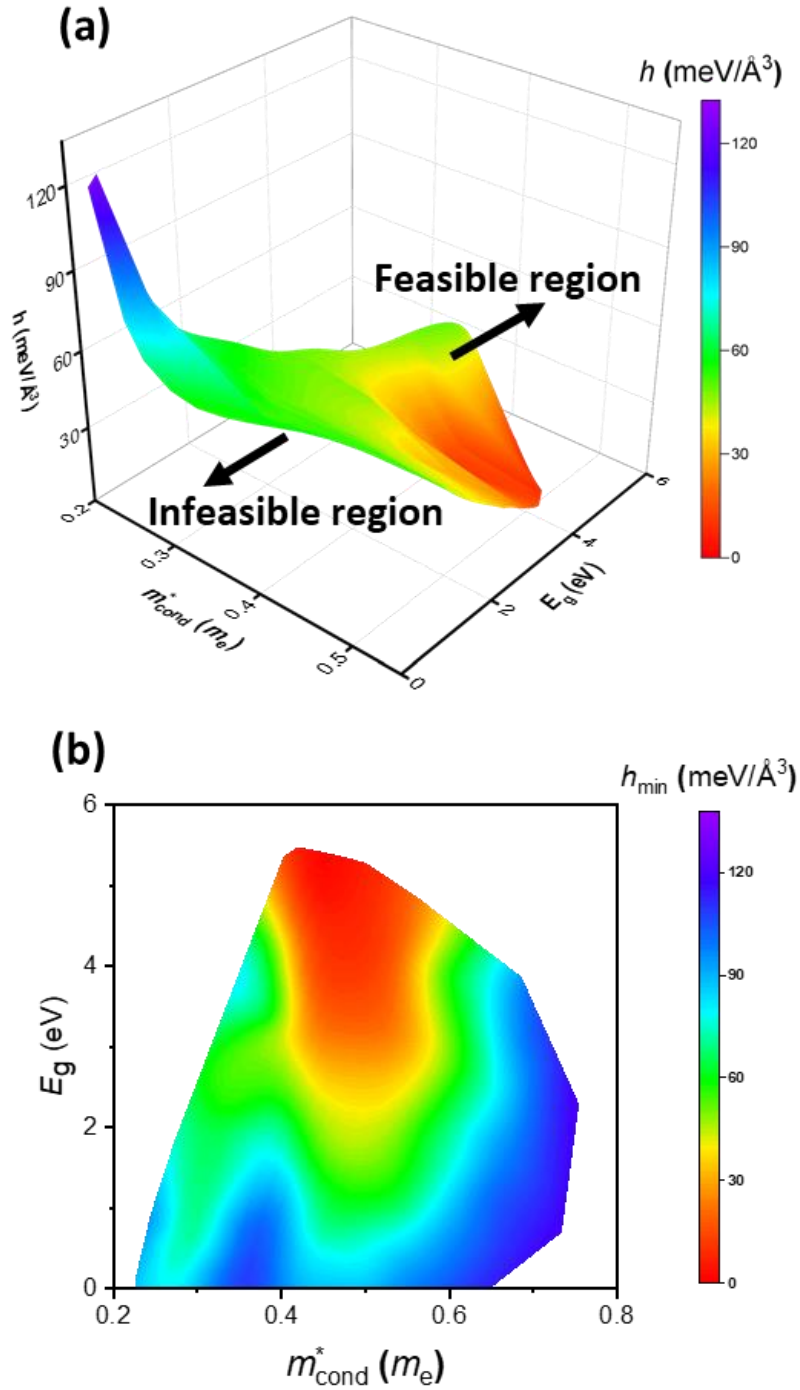 (a)
h (meV/Å³)
120
90
60
30
0
120
90
60
30
h (meV/Å³)
Feasible region
Infeasible region
0.2
0.3
0.4
0.5
m*cond (me)
0
2
4
6
Eg (eV)
(b)
hmin (meV/Å³)
120
90
60
30
0
6
4
2
0
Eg (eV)
0.2
0.4
0.6
0.8
m*cond (me)